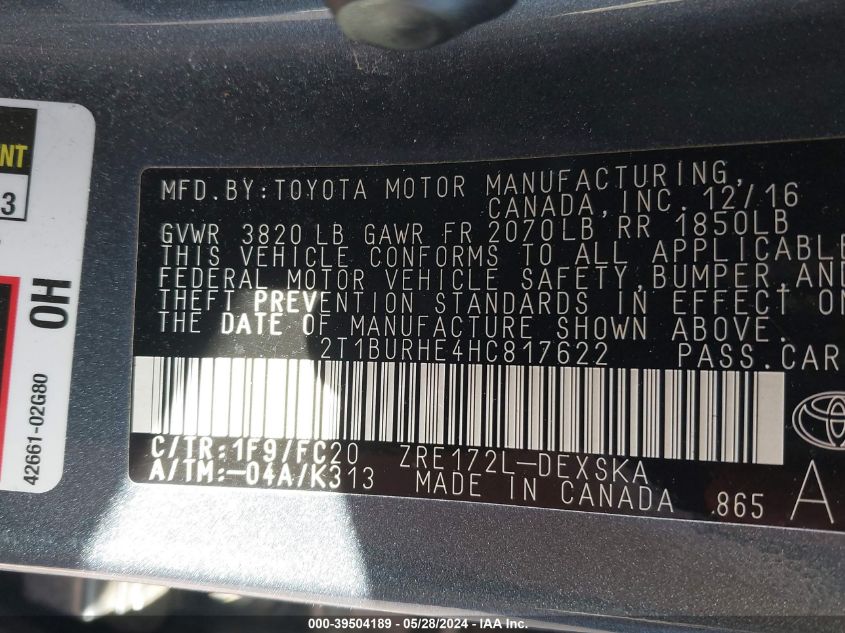 NT
3
OH
42661-02G80
MFD.BY:TOYOTA MOTOR MANUFACTURING,
CANADA,INC.12/16
GVWR 3820 LB GAWR FR 2070LB RR 1850LB
THIS VEHICLE CONFORMS TO ALL APPLICABLE
FEDERAL MOTOR VEHICLE SAFETY,BUMPER,AND
THEFT PREVENTION STANDARDS IN EFFECT ON
THE DATE OF MANUFACTURE SHOWN ABOVE.
2T1BURHE4HC817622 PASS.CAR
C/TR:1F9/FC20 ZRE172L-DEXSKA
A/TM:-04A/K313 MADE IN CANADA 865 A
000-39504189 | 05/28/2024 | © IAA, Inc.